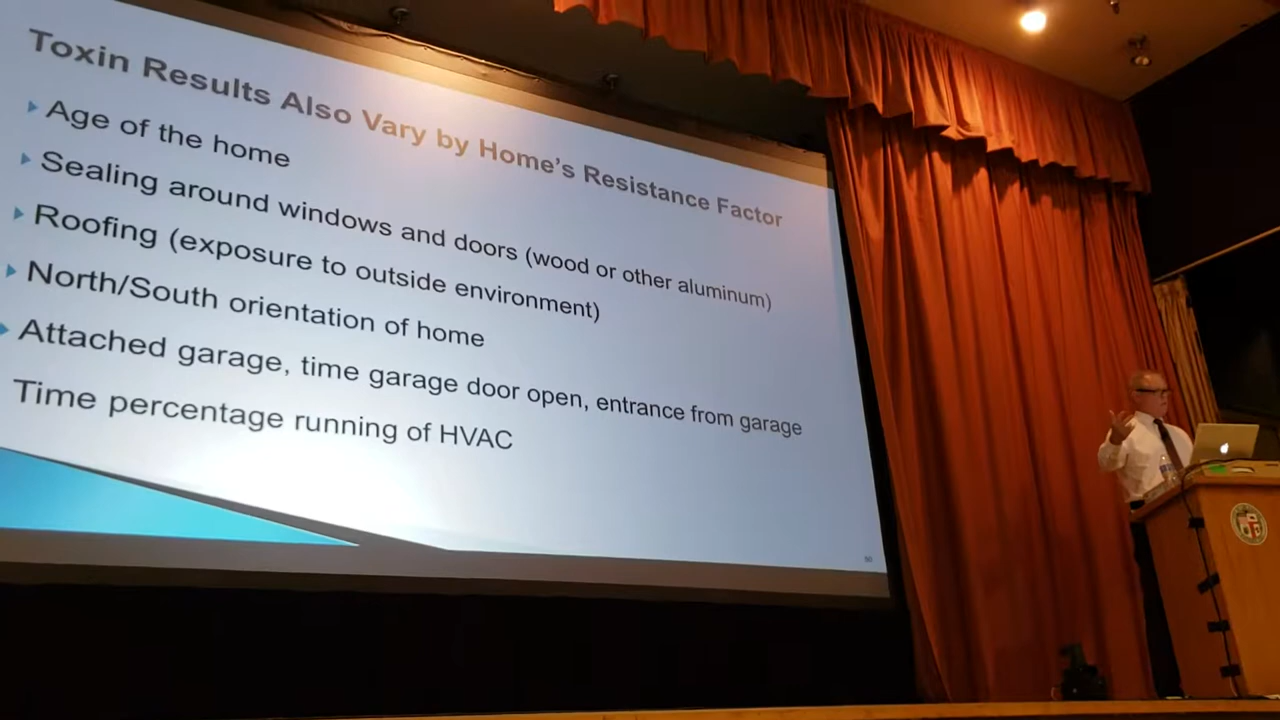 Toxin Results Also Vary by Home's Resistance Factor
Age of the home
Sealing around windows and doors (wood or other aluminum)
Roofing (exposure to outside environment)
North/South orientation of home
Attached garage, time garage door open, entrance from garage
Time percentage running of HVAC